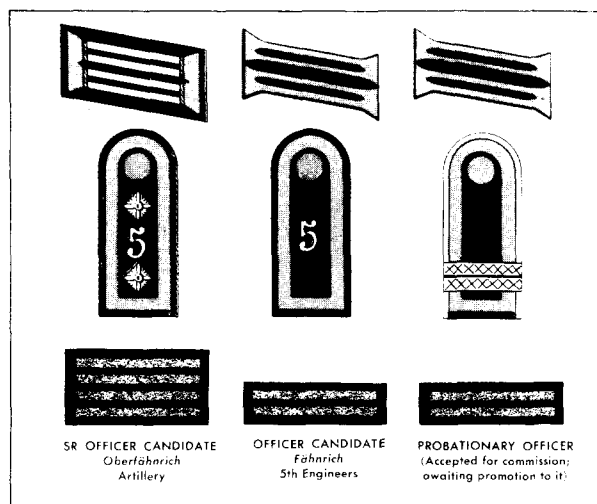 5
5
SR OFFICER CANDIDATE
Oberfähnrich
Artillery
OFFICER CANDIDATE
Fähnrich
5th Engineers
PROBATIONARY OFFICER
(Accepted for commission;
awaiting promotion to it)